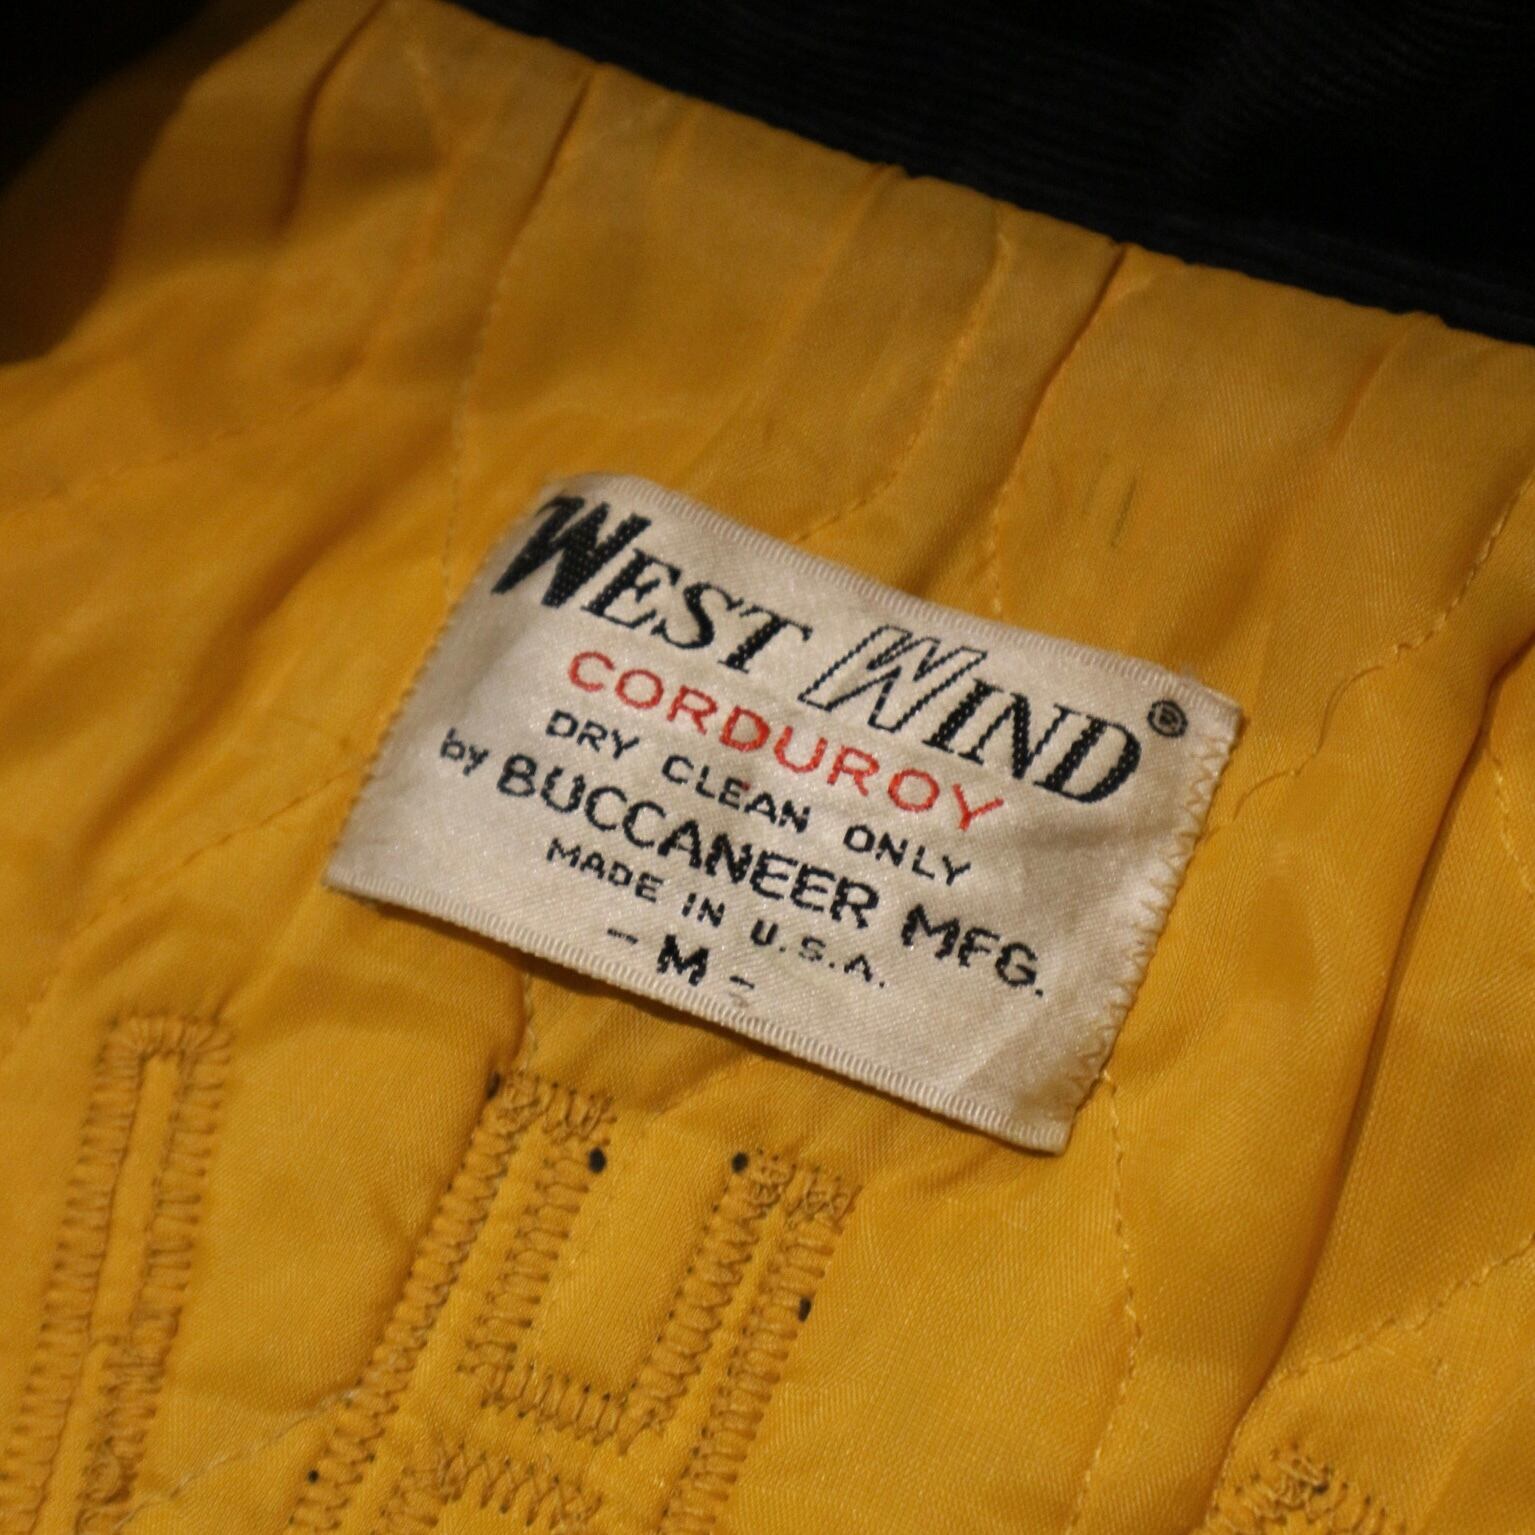 WEST WIND®
CORDUROY
DRY CLEAN ONLY
by BUCCANEER MFG.
MADE IN U.S.A.
- M -